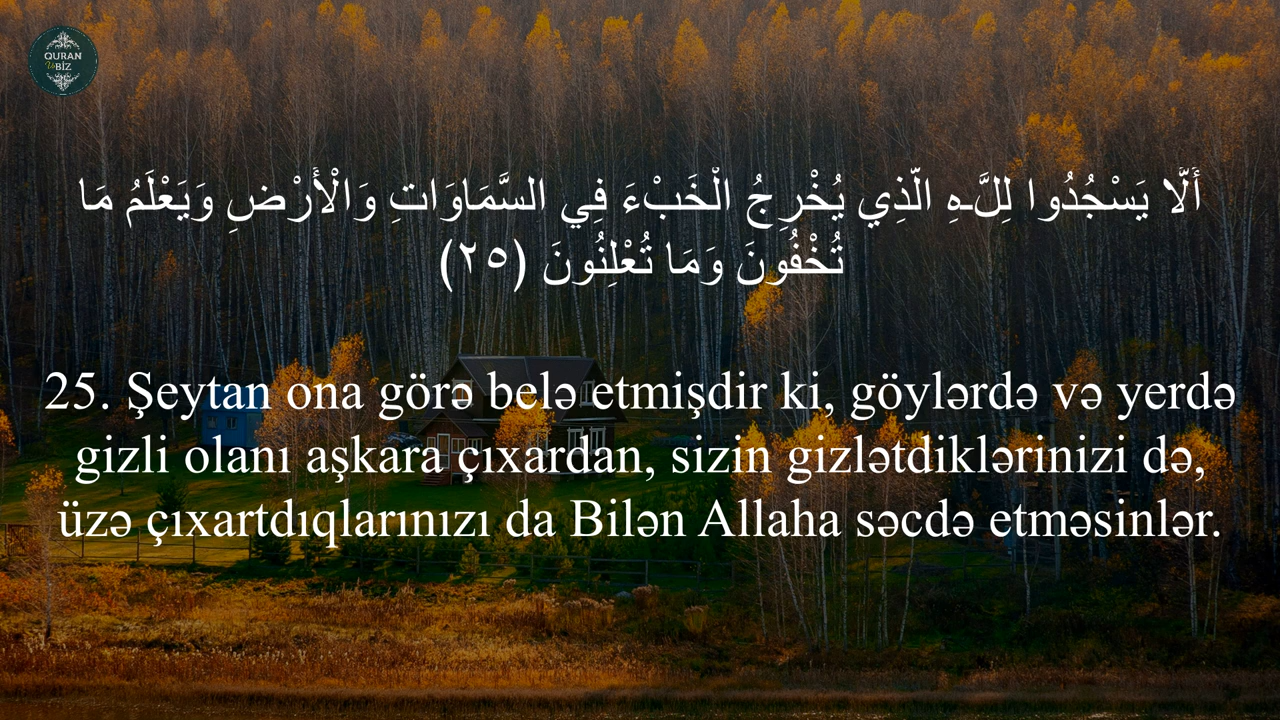 QURAN
Və BİZ
أَلَّا يَسْجُدُوا لِلَّـهِ الَّذِي يُخْرِجُ الْخَبْءَ فِي السَّمَاوَاتِ وَالْأَرْضِ وَيَعْلَمُ مَا
تُخْفُونَ وَمَا تُعْلِنُونَ ‎(٢٥)‎
25. Şeytan ona görə belə etmişdir ki, göylərdə və yerdə
gizli olanı aşkara çıxardan, sizin gizlətdiklərinizi də,
üzə çıxartdıqlarınızı da Bilən Allaha səcdə etməsinlər.